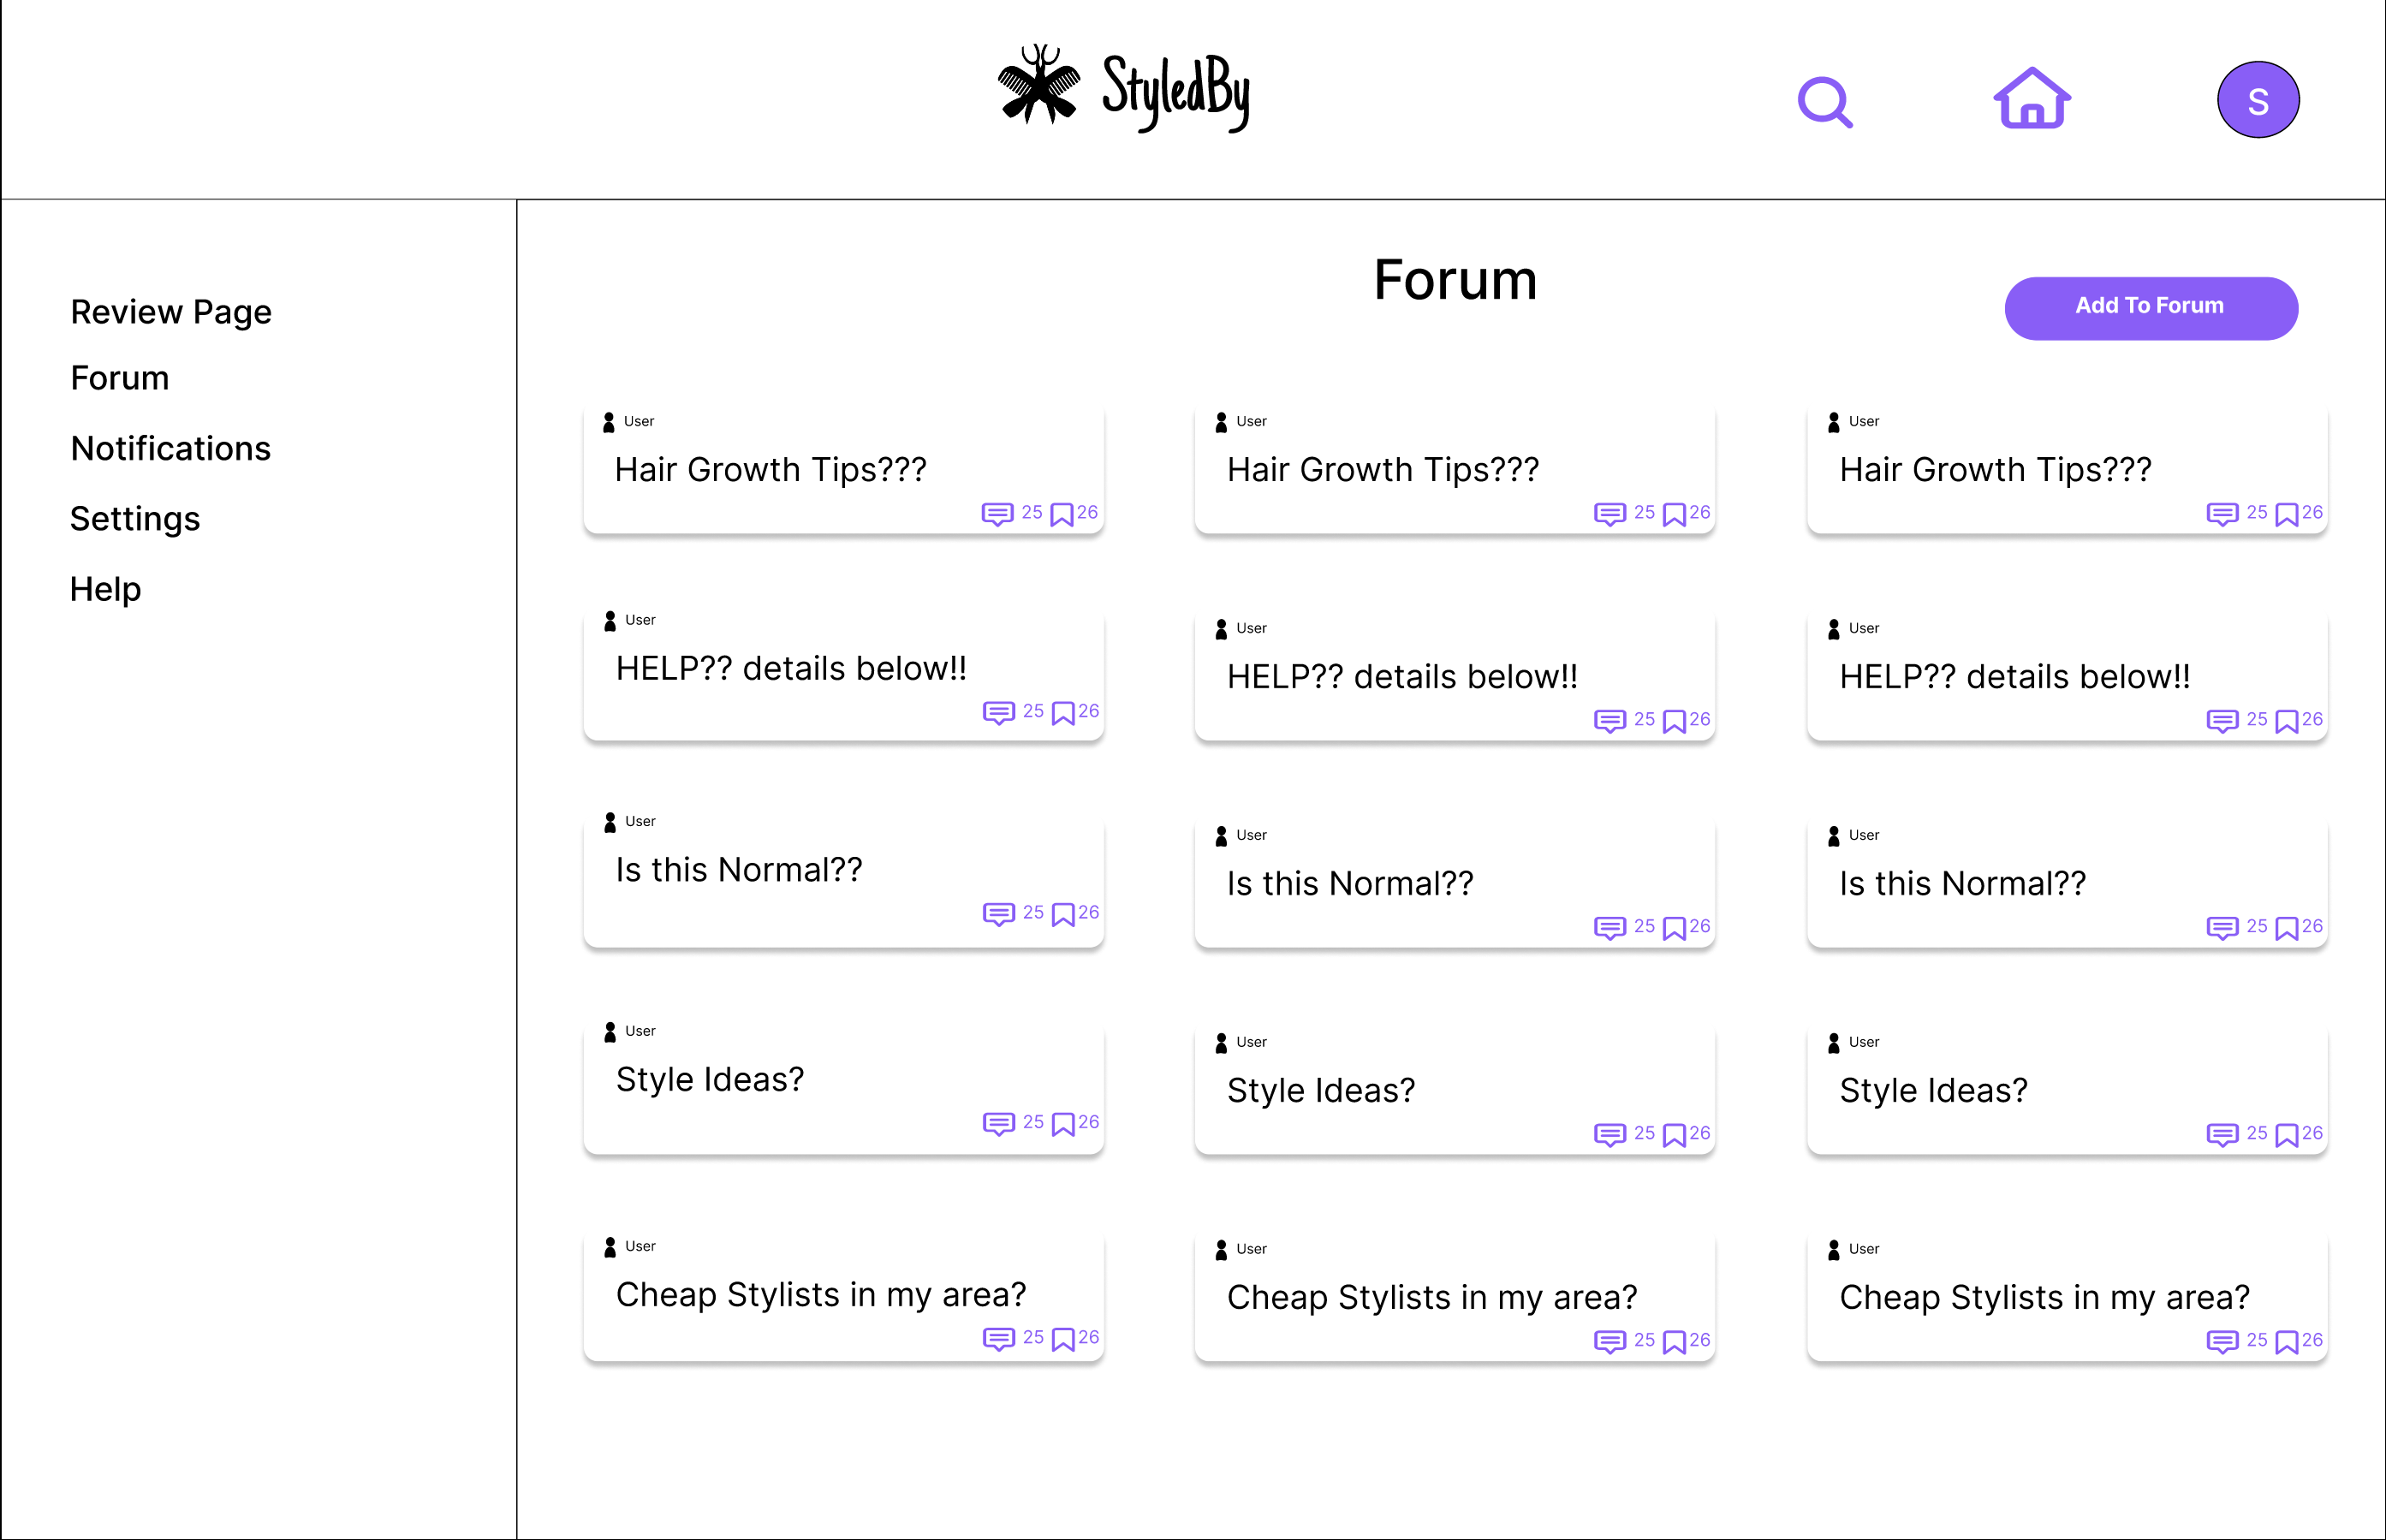 StyledBy
S
Review Page
Forum
Notifications
Settings
Help
Forum
Add To Forum
User
Hair Growth Tips???
25 26
User
Hair Growth Tips???
25 26
User
Hair Growth Tips???
25 26
User
HELP?? details below!!
25 26
User
HELP?? details below!!
25 26
User
HELP?? details below!!
25 26
User
Is this Normal??
25 26
User
Is this Normal??
25 26
User
Is this Normal??
25 26
User
Style Ideas?
25 26
User
Style Ideas?
25 26
User
Style Ideas?
25 26
User
Cheap Stylists in my area?
25 26
User
Cheap Stylists in my area?
25 26
User
Cheap Stylists in my area?
25 26